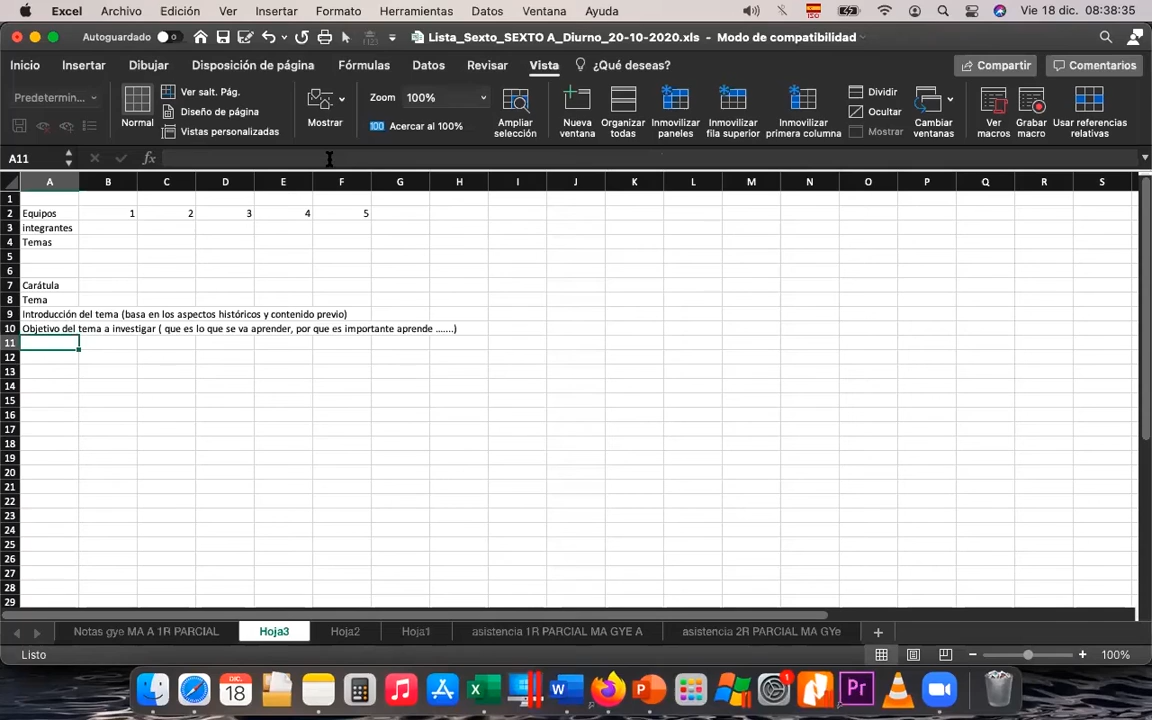 Excel Archivo Edición Ver Insertar Formato Herramientas Datos Ventana Ayuda ISO Vie 18 dic. 08:38:35
Autoguardado Lista_Sexto_SEXTO A_Diurno_20-10-2020.xls - Modo de compatibilidad
Inicio Insertar Dibujar Disposición de página Fórmulas Datos Revisar Vista ¿Qué deseas? Compartir Comentarios
Predetermin... Normal Ver salt. Pág. Diseño de página Vistas personalizadas Mostrar Zoom 100% 100 Acercar al 100% Ampliar selección Nueva ventana Organizar todas Inmovilizar paneles Inmovilizar fila superior Inmovilizar primera columna Dividir Ocultar Mostrar Cambiar ventanas Ver macros Grabar macro Usar referencias relativas
A11 fx
A B C D E F G H I J K L M N O P Q R S
1
2 Equipos 1 2 3 4 5
3 integrantes
4 Temas
5
6
7 Carátula
8 Tema
9 Introducción del tema (basa en los aspectos históricos y contenido previo)
10 Objetivo del tema a investigar ( que es lo que se va aprender, por que es importante aprende .......)
11
12
13
14
15
16
17
18
19
20
21
22
23
24
25
26
27
28
29
Notas gye MA A 1R PARCIAL Hoja3 Hoja2 Hoja1 asistencia 1R PARCIAL MA GYE A asistencia 2R PARCIAL MA GYe +
Listo 100%
DIC. 18 X W P 1 Pr